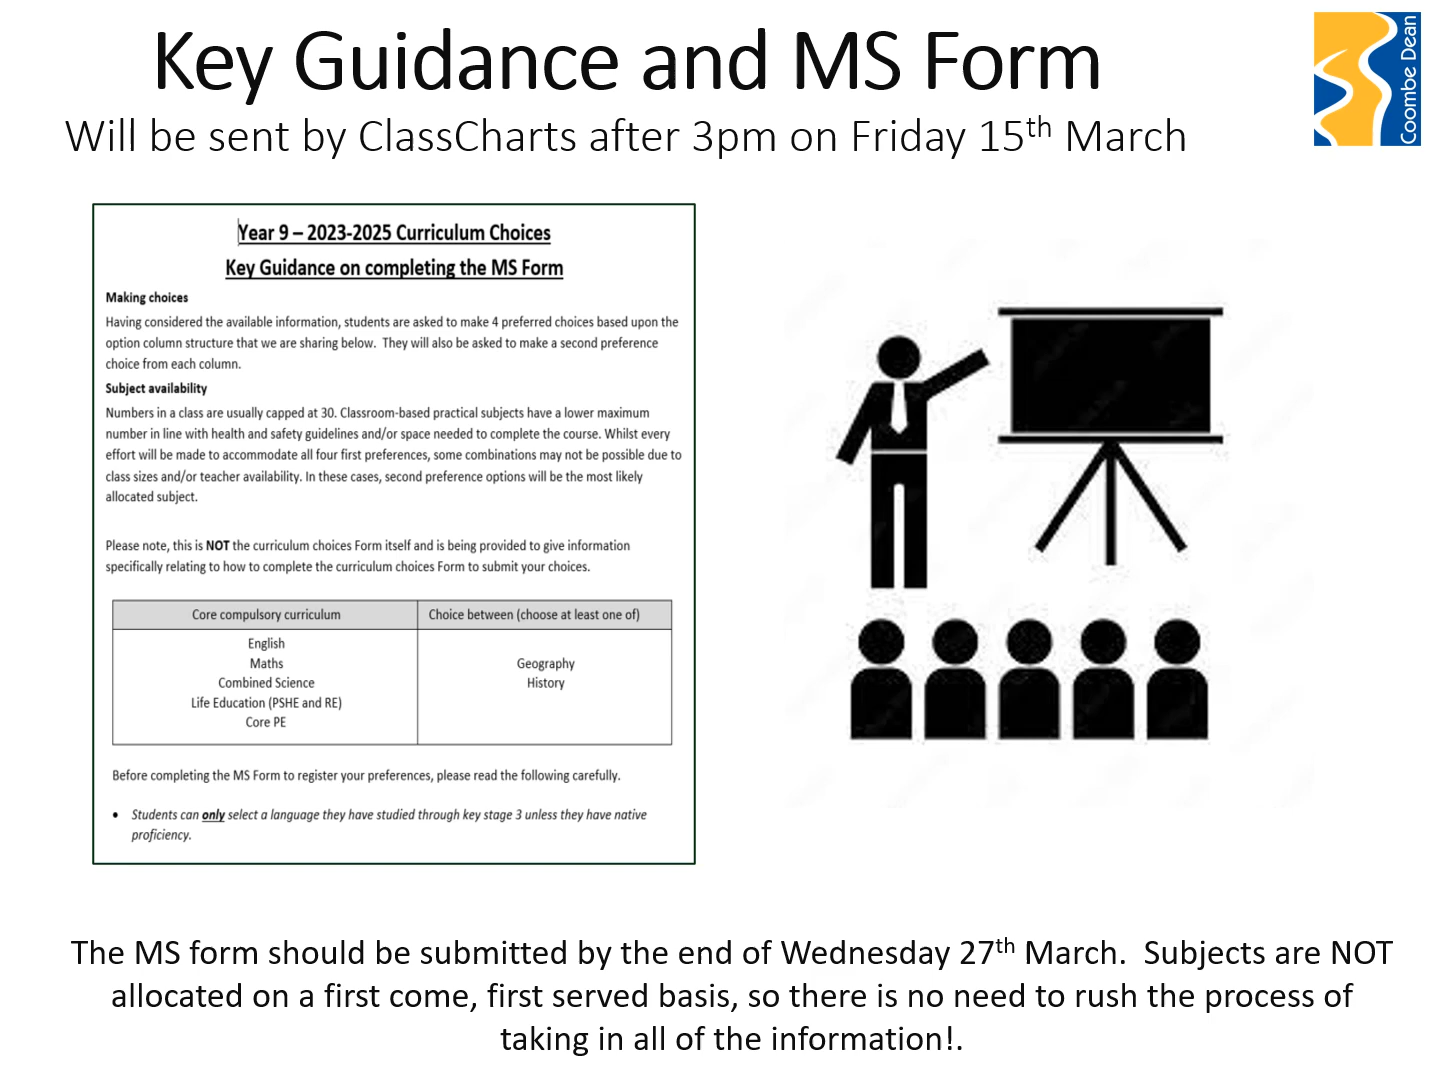 Key Guidance and MS Form
Will be sent by ClassCharts after 3pm on Friday 15th March
Coombe Dean
Year 9 – 2023-2025 Curriculum Choices
Key Guidance on completing the MS Form
Making choices
Having considered the available information, students are asked to make 4 preferred choices based upon the
option column structure that we are sharing below.  They will also be asked to make a second preference
choice from each column.
Subject availability
Numbers in a class are usually capped at 30. Classroom-based practical subjects have a lower maximum
number in line with health and safety guidelines and/or space needed to complete the course. Whilst every
effort will be made to accommodate all four first preferences, some combinations may not be possible due to
class sizes and/or teacher availability. In these cases, second preference options will be the most likely
allocated subject.
Please note, this is NOT the curriculum choices Form itself and is being provided to give information
specifically relating to how to complete the curriculum choices Form to submit your choices.
Core compulsory curriculum
Choice between (choose at least one of)
English
Maths
Combined Science
Life Education (PSHE and RE)
Core PE
Geography
History
Before completing the MS Form to register your preferences, please read the following carefully.
• Students can only select a language they have studied through key stage 3 unless they have native
proficiency.
The MS form should be submitted by the end of Wednesday 27th March.  Subjects are NOT
allocated on a first come, first served basis, so there is no need to rush the process of
taking in all of the information!.